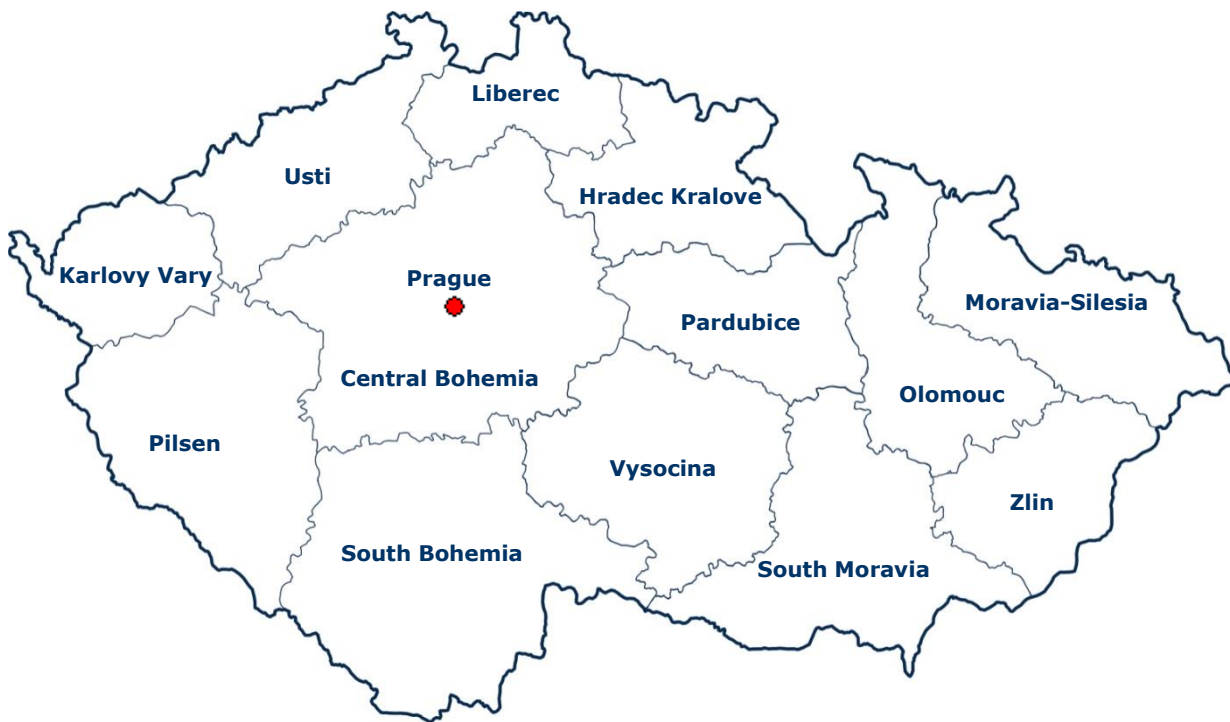 Liberec
Usti
Hradec Kralove
Karlovy Vary
Prague
Moravia-Silesia
Pardubice
Central Bohemia
Olomouc
Pilsen
Vysocina
Zlin
South Bohemia
South Moravia